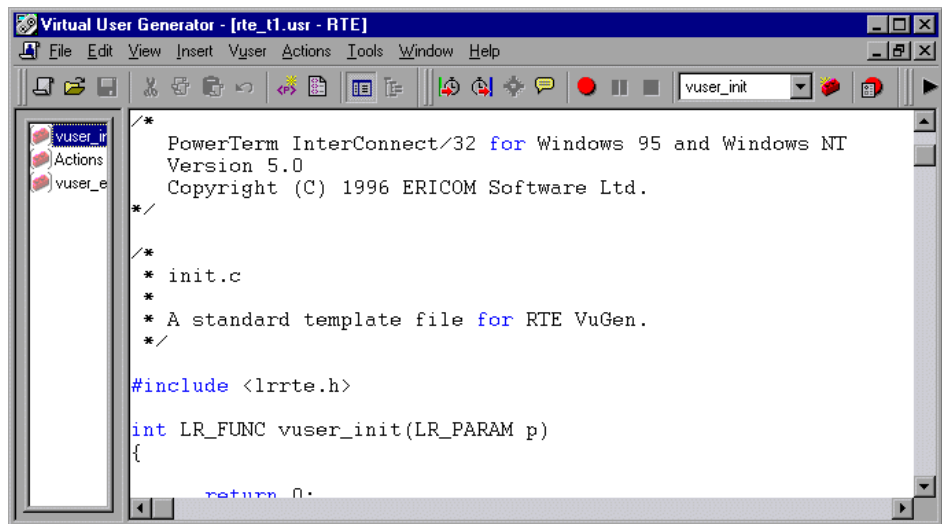 Virtual User Generator - [rte_t1.usr - RTE]
File Edit View Insert Vuser Actions Tools Window Help
<P> vuser_init
vuser_ir
Actions
vuser_e
/*
PowerTerm InterConnect/32 for Windows 95 and Windows NT
Version 5.0
Copyright (C) 1996 ERICOM Software Ltd.
*/
/*
* init.c
*
* A standard template file for RTE VuGen.
*/
#include <lrrte.h>
int LR_FUNC vuser_init(LR_PARAM p)
{
return 0;